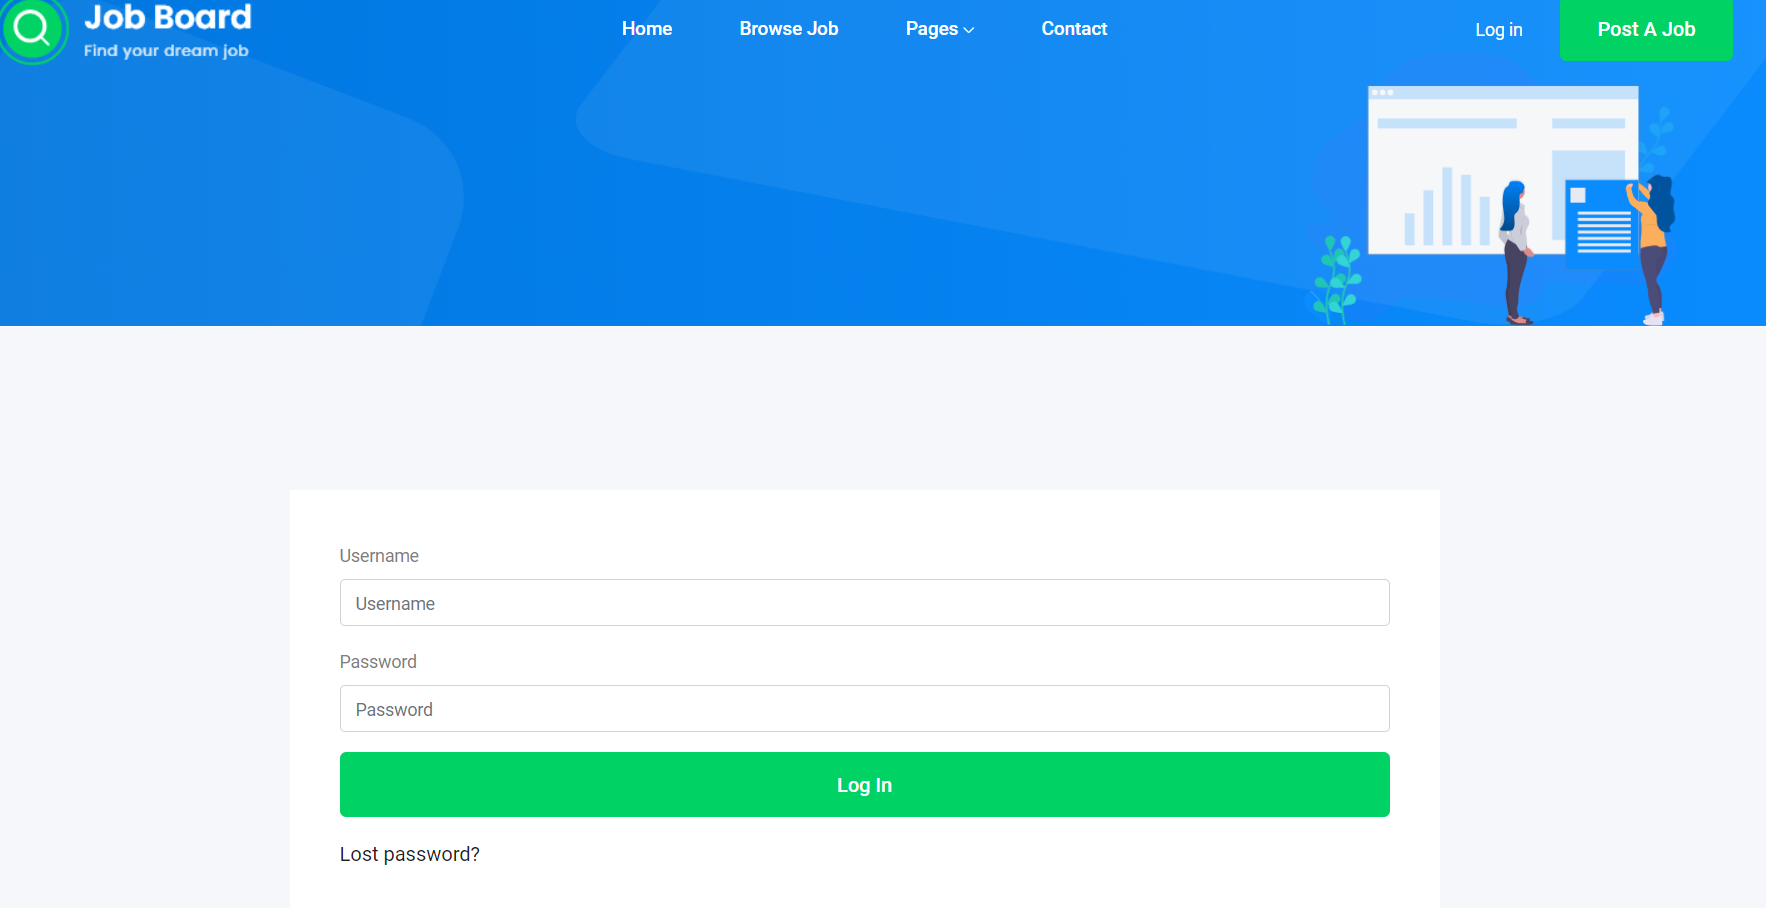 Job Board
Find your dream job
Home Browse Job Pages Contact Log in Post A Job
Username
Username
Password
Password
Log In
Lost password?